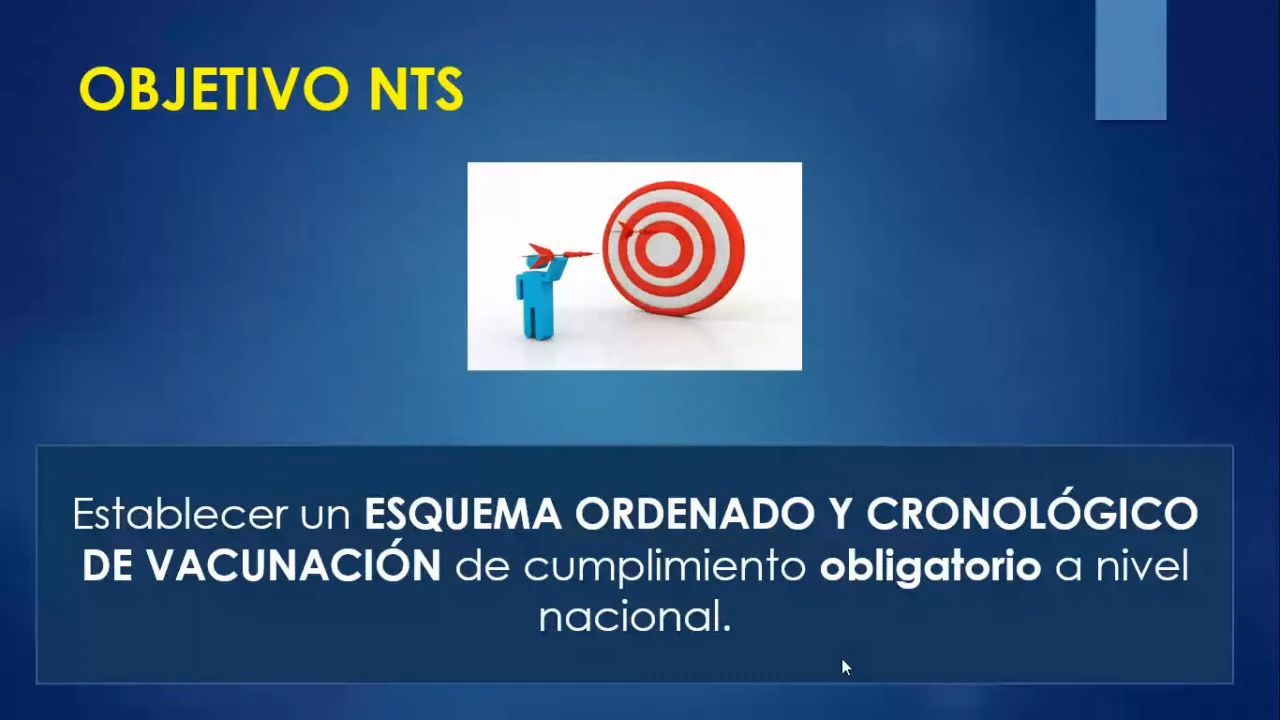 OBJETIVO NTS
Establecer un ESQUEMA ORDENADO Y CRONOLÓGICO
DE VACUNACIÓN de cumplimiento obligatorio a nivel
nacional.